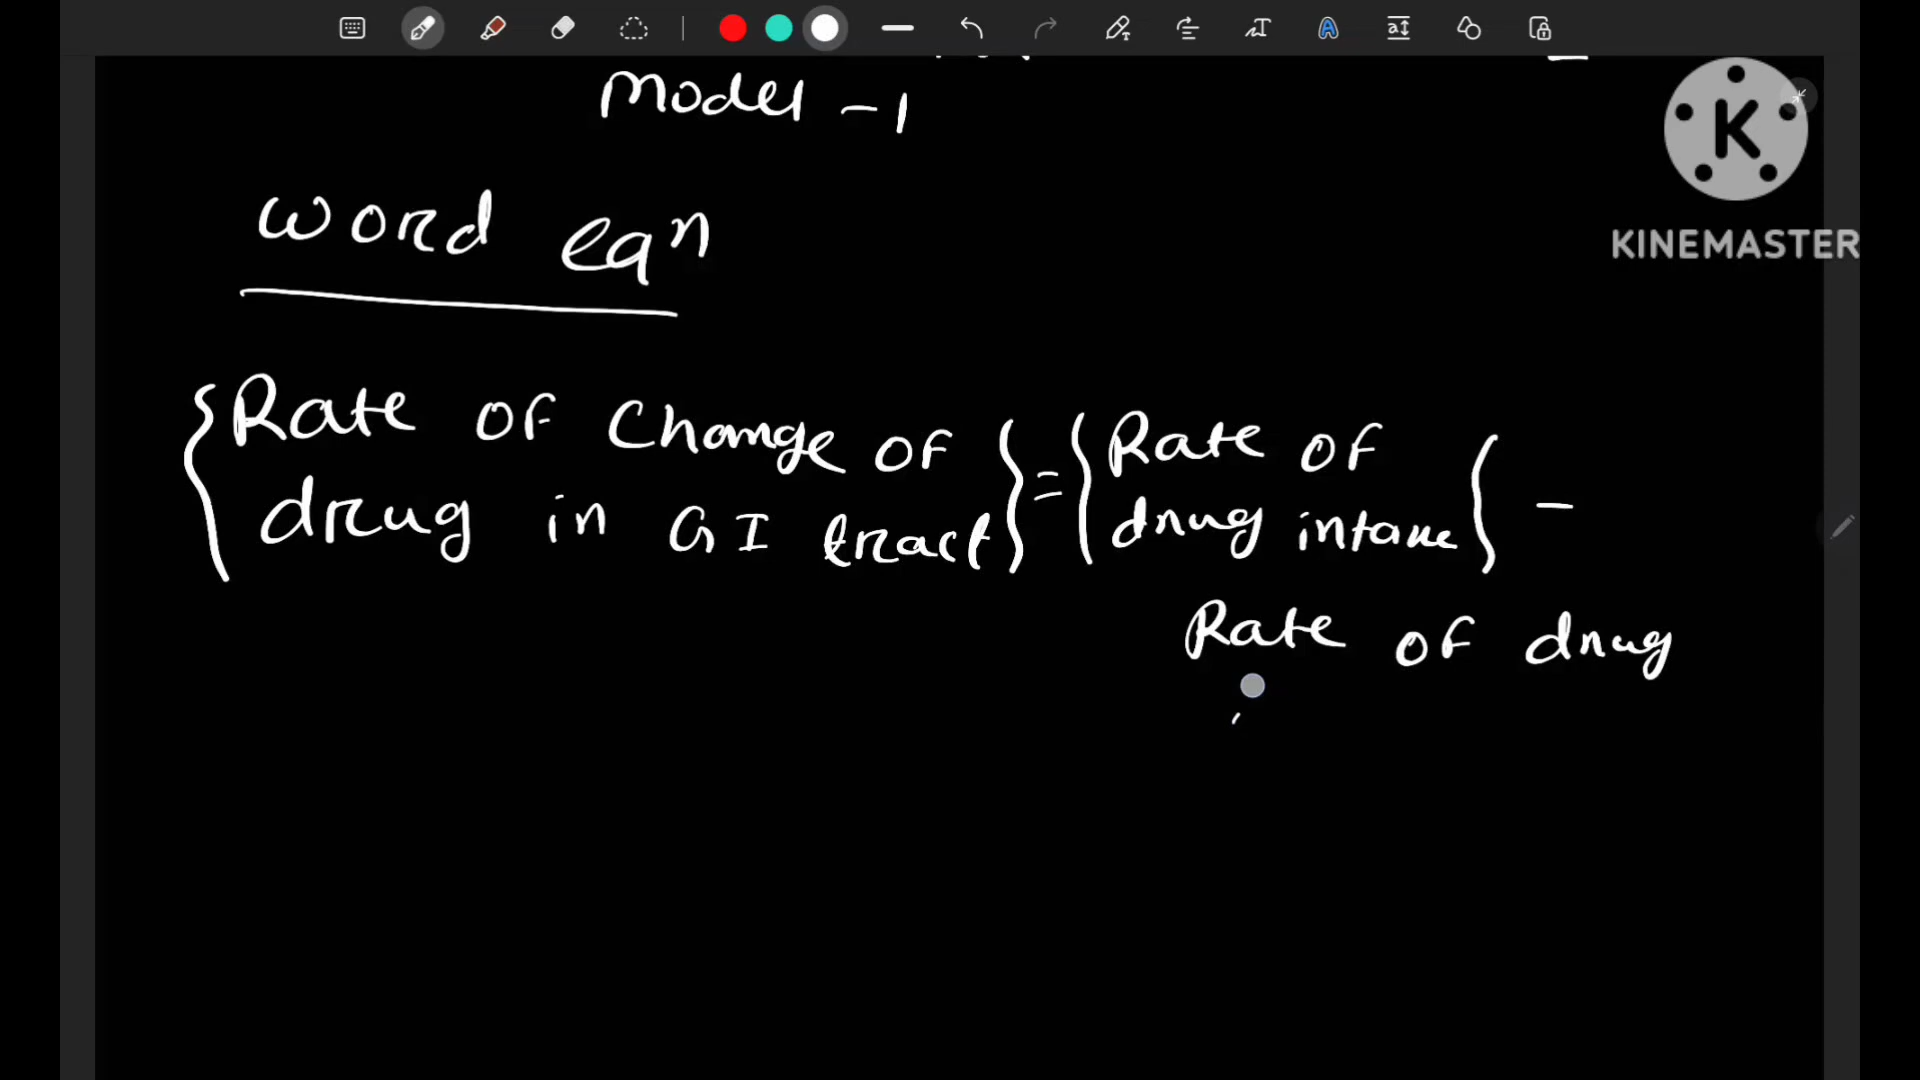 Model - 1
K
KINEMASTER
word eqn
{Rate of Change of drug in GI tract} = {Rate of drug intake} -
Rate of drug